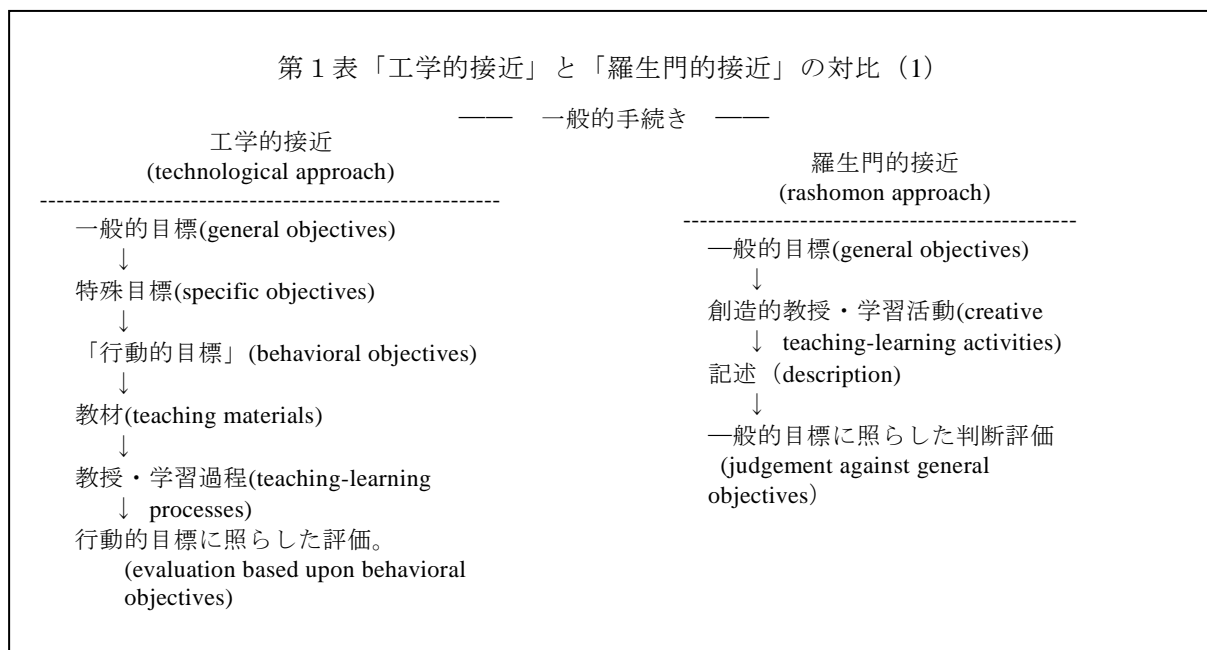 第1表「工学的接近」と「羅生門的接近」の対比（1）
―― 一般的手続き ――
工学的接近
(technological approach)
-------------------------------------------------------
一般的目標(general objectives)
↓
特殊目標(specific objectives)
↓
「行動的目標」(behavioral objectives)
↓
教材(teaching materials)
↓
教授・学習過程(teaching-learning
↓ processes)
行動的目標に照らした評価。
(evaluation based upon behavioral
objectives)
羅生門的接近
(rashomon approach)
-----------------------------------------------
―般的目標(general objectives)
↓
創造的教授・学習活動(creative
↓ teaching-learning activities)
記述（description)
↓
―般的目標に照らした判断評価
（judgement against general
objectives）